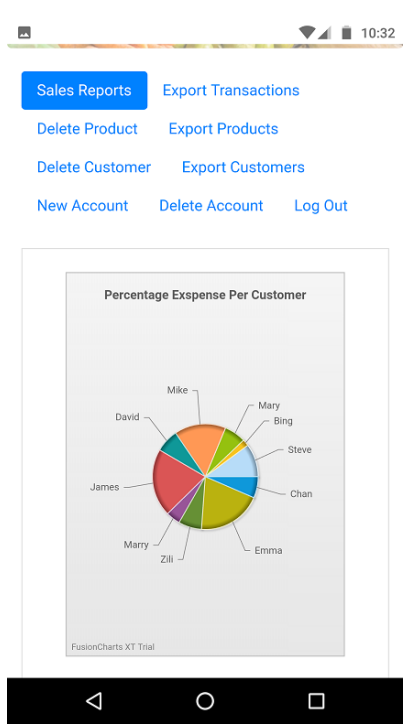 10:32
Sales Reports Export Transactions
Delete Product Export Products
Delete Customer Export Customers
New Account Delete Account Log Out
Percentage Exspense Per Customer
Mike
Mary
David
Bing
Steve
James
Chan
Marry
Emma
Zili
FusionCharts XT Trial